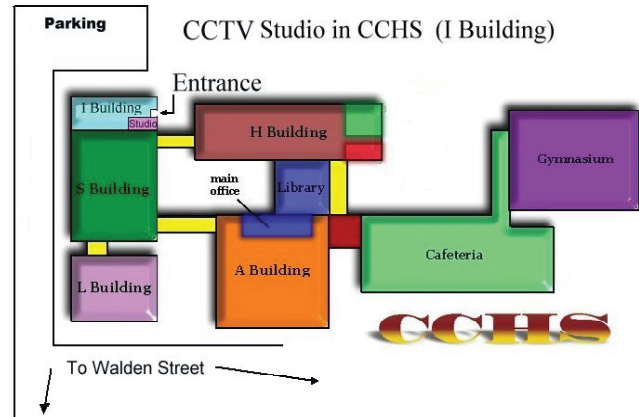 Parking
CCTV Studio in CCHS (I Building)
Entrance
I Building
Studio
H Building
Gymnasium
S Building
main
office
Library
L Building
A Building
Cafeteria
CCHS
To Walden Street